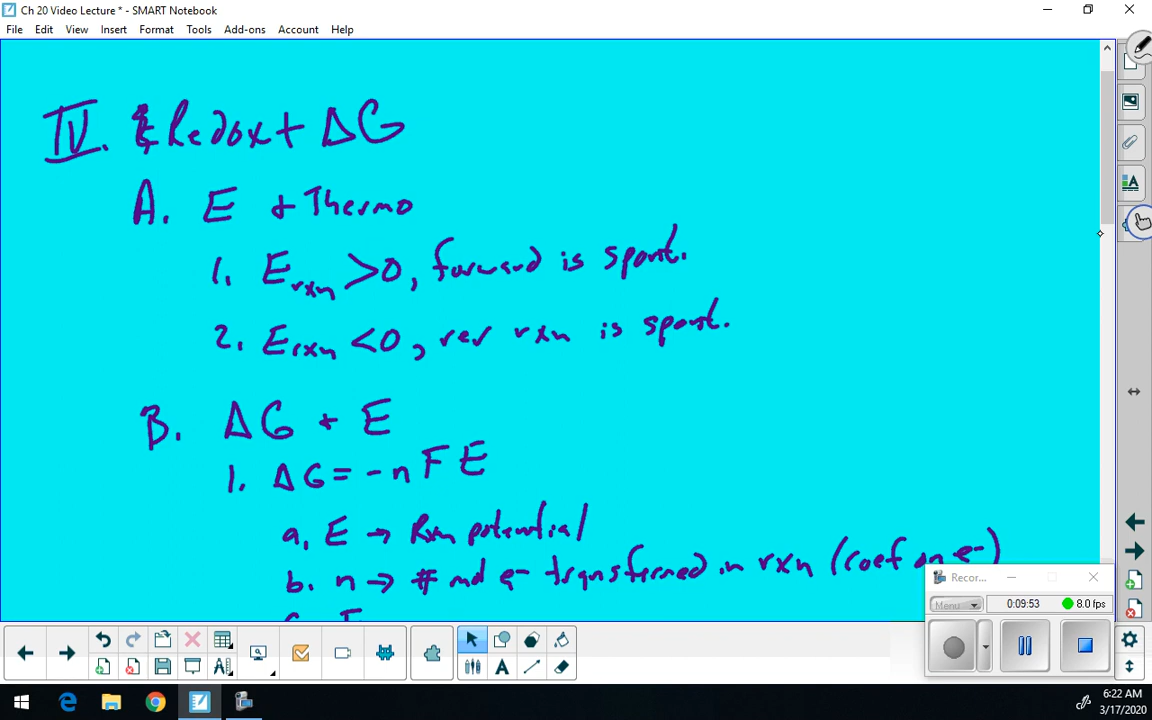 Ch 20 Video Lecture * - SMART Notebook
File Edit View Insert Format Tools Add-ons Account Help
IV. Redox + ΔG
A. E + Thermo
1. Erxn >0, forward is spont.
2. Erxn <0, rev rxn is spont.
B. ΔG + E
1. ΔG = -nFE
a. E → Rxn potential
b. n → # mol e- transferred in rxn (coef on e-)
Recor...
Menu 0:09:53 8.0 fps
6:22 AM
3/17/2020